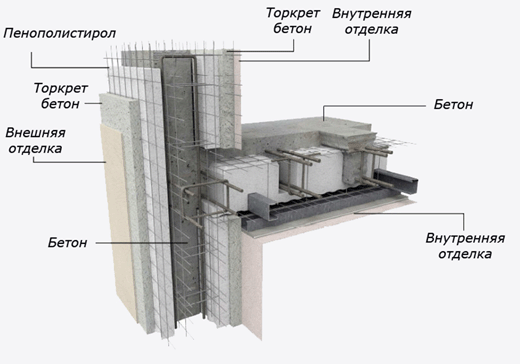 Торкрет
бетон
Внутренняя
отделка
Пенополистирол
Торкрет
бетон
Внешняя
отделка
Бетон
Бетон
Внутренняя
отделка